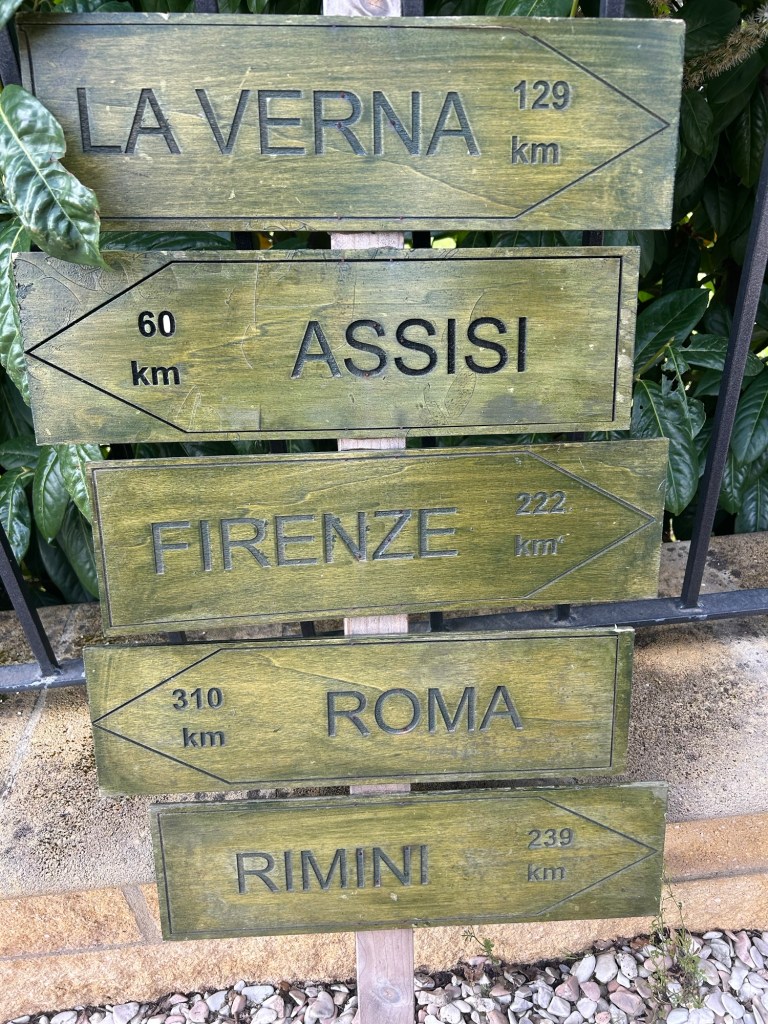 LA VERNA 129 km
60 km ASSISI
FIRENZE 222 km
310 km ROMA
RIMINI 239 km